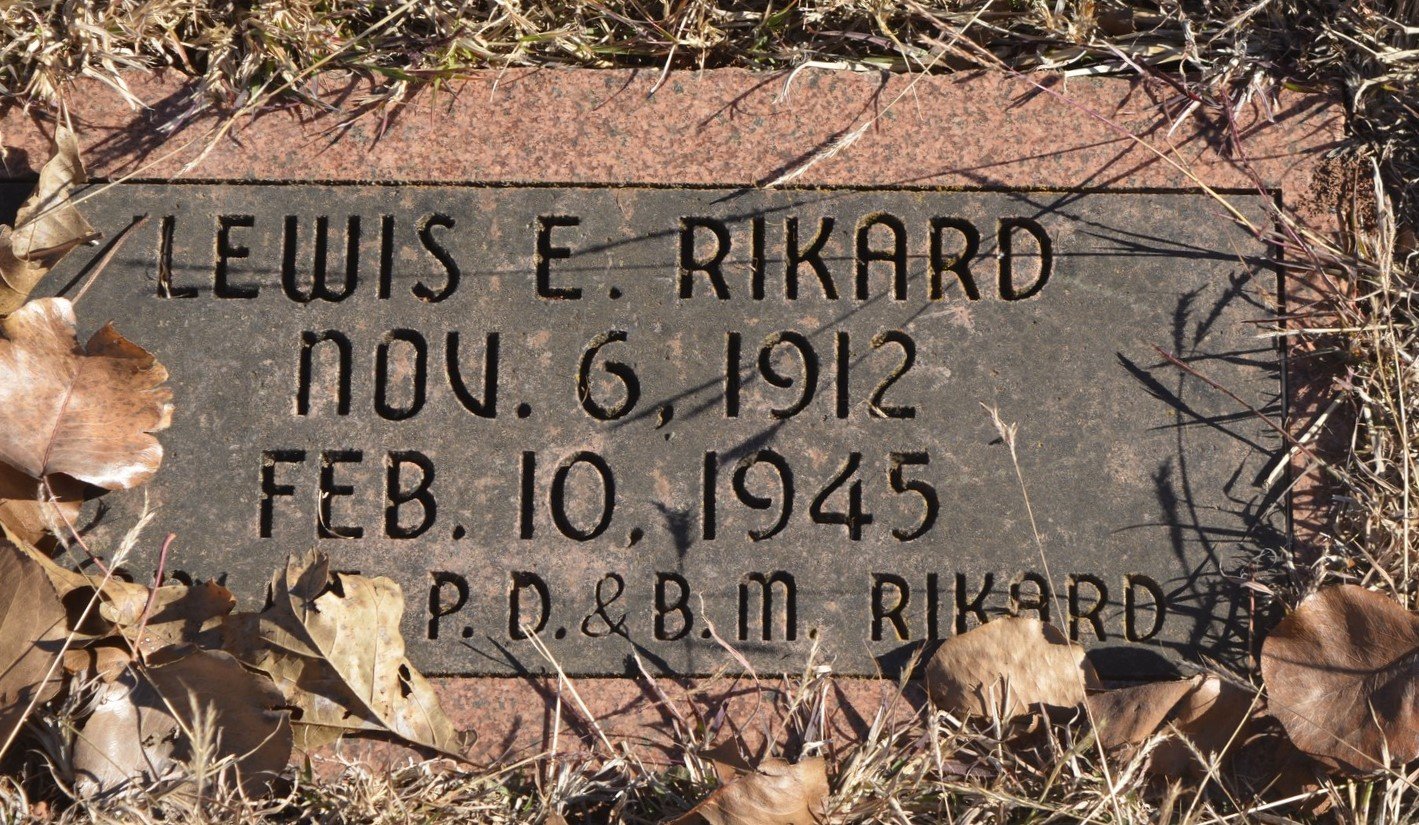 LEWIS E. RIKARD
NOV. 6, 1912
FEB. 10, 1945
P. D. & B. M. RIKARD